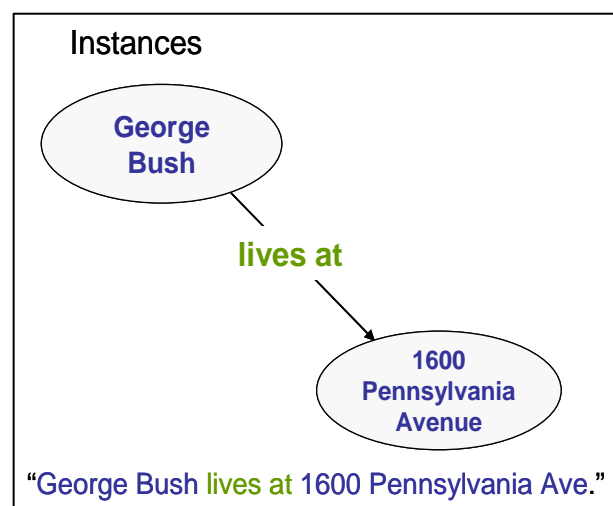 Instances
George
Bush
lives at
1600
Pennsylvania
Avenue
“George Bush lives at 1600 Pennsylvania Ave.”